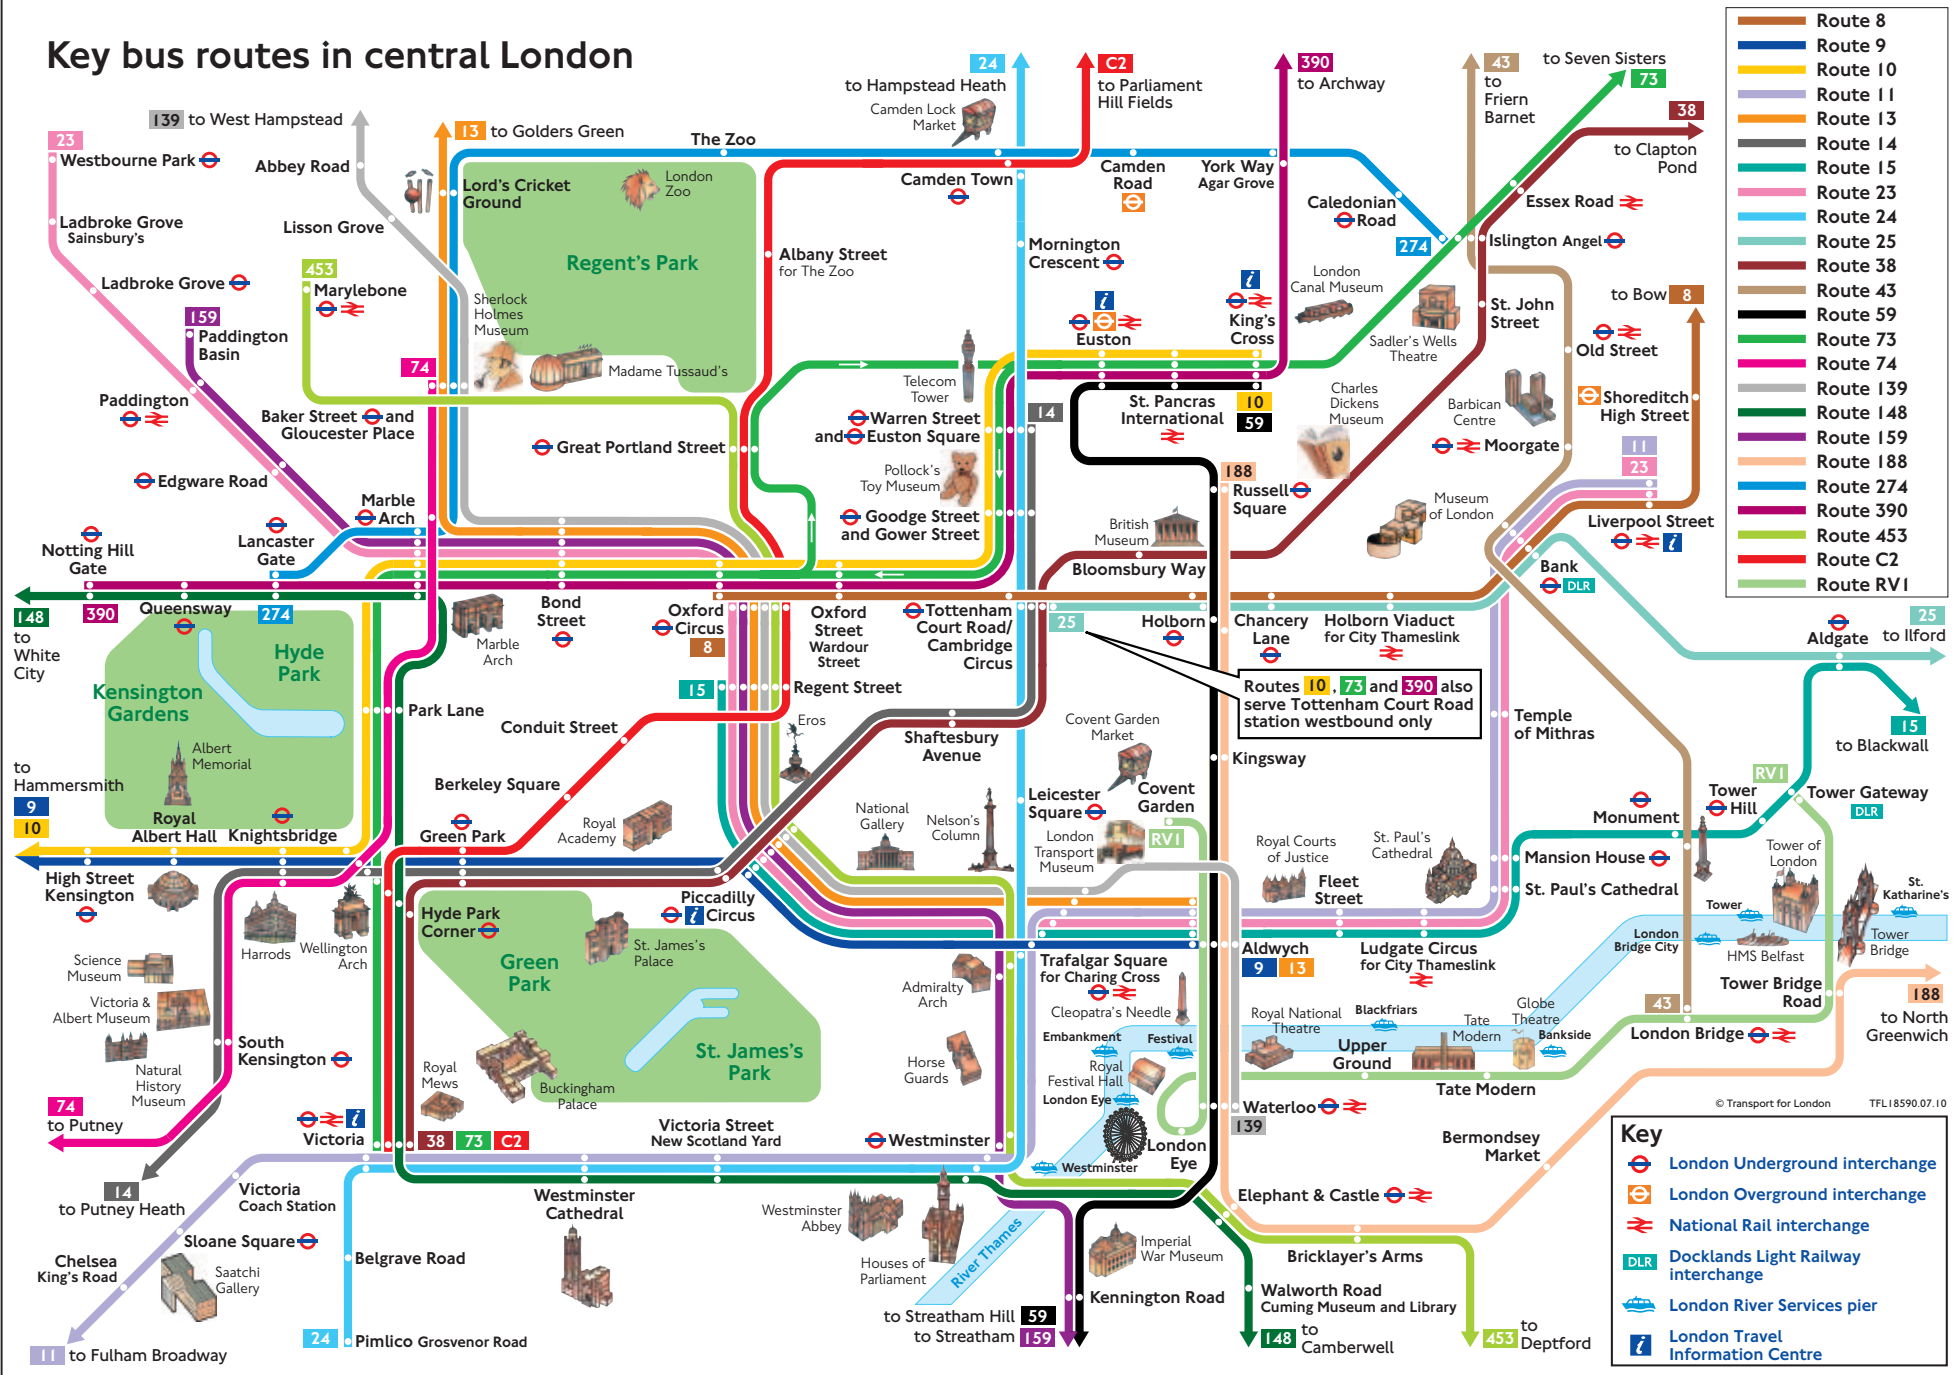 Key bus routes in central London
24
to Hampstead Heath
Camden Lock
Market
C2
to Parliament
Hill Fields
390
to Archway
43
to
Friern
Barnet
to Seven Sisters
73
38
to Clapton
Pond
139 to West Hampstead
13 to Golders Green
23
Westbourne Park
Abbey Road
The Zoo
Lord's Cricket
Ground
London
Zoo
Camden Town
Camden
Road
York Way
Agar Grove
Caledonian
Road
Essex Road
274
Islington Angel
Ladbroke Grove
Sainsbury's
Lisson Grove
Regent's Park
Albany Street
for The Zoo
Mornington
Crescent
Ladbroke Grove
453
Marylebone
159
Paddington
Basin
Sherlock
Holmes
Museum
Madame Tussaud's
74
Euston
King's
Cross
London
Canal Museum
Sadler's Wells
Theatre
St. John
Street
to Bow 8
Old Street
Shoreditch
High Street
Paddington
Baker Street and
Gloucester Place
Great Portland Street
Telecom
Tower
Warren Street
and Euston Square
14
St. Pancras
International
10
59
Charles
Dickens
Museum
Barbican
Centre
Moorgate
11
23
Edgware Road
Pollock's
Toy Museum
Goodge Street
and Gower Street
188
Russell
Square
British
Museum
Museum
of London
Liverpool Street
Marble
Arch
Lancaster
Gate
Notting Hill
Gate
Bloomsbury Way
Bank
DLR
148
to
White
City
390
Queensway
274
Hyde
Park
Kensington
Gardens
Marble
Arch
Bond
Street
Oxford
Circus
8
Oxford
Street
Wardour
Street
Tottenham
Court Road/
Cambridge
Circus
25
Holborn
Chancery
Lane
Holborn Viaduct
for City Thameslink
Aldgate
25
to Ilford
Routes 10, 73 and 390 also
serve Tottenham Court Road
station westbound only
15
Regent Street
Park Lane
Conduit Street
Eros
Shaftesbury
Avenue
Covent Garden
Market
Kingsway
Temple
of Mithras
15
to Blackwall
Albert
Memorial
to
Hammersmith
9
10
Royal
Albert Hall
Knightsbridge
Berkeley Square
Green Park
Royal
Academy
National
Gallery
Nelson's
Column
Leicester
Square
London
Transport
Museum
Covent
Garden
RV1
Royal Courts
of Justice
St. Paul's
Cathedral
Fleet
Street
Monument
Tower
Hill
RV1
Tower Gateway
DLR
Mansion House
St. Paul's Cathedral
Tower of
London
High Street
Kensington
Harrods
Wellington
Arch
Hyde Park
Corner
Piccadilly
Circus
St. James's
Palace
Green
Park
Science
Museum
Victoria &
Albert Museum
Natural
History
Museum
South
Kensington
Admiralty
Arch
Trafalgar Square
for Charing Cross
Cleopatra's Needle
Aldwych
9 13
Ludgate Circus
for City Thameslink
Tower
London
Bridge City
HMS Belfast
St.
Katharine's
Tower
Bridge
Tower Bridge
Road
188
to North
Greenwich
43
London Bridge
Embankment
Festival
Royal National
Theatre
Blackfriars
Globe
Theatre
Tate
Modern
Bankside
Upper
Ground
Tate Modern
Royal
Festival Hall
London Eye
St. James's
Park
Horse
Guards
Royal
Mews
Buckingham
Palace
74
to Putney
Victoria
38 73 C2
Victoria Street
New Scotland Yard
Westminster
Westminster
London
Eye
Waterloo
139
Bermondsey
Market
© Transport for London
TFL18590.07.10
14
to Putney Heath
Victoria
Coach Station
Westminster
Cathedral
Westminster
Abbey
Houses of
Parliament
River Thames
Elephant & Castle
Imperial
War Museum
Bricklayer's Arms
Chelsea
King's Road
Sloane Square
Saatchi
Gallery
Belgrave Road
24
Pimlico Grosvenor Road
11 to Fulham Broadway
to Streatham Hill 59
to Streatham 159
Kennington Road
Walworth Road
Cuming Museum and Library
148
to
Camberwell
453
to
Deptford
Route 8
Route 9
Route 10
Route 11
Route 13
Route 14
Route 15
Route 23
Route 24
Route 25
Route 38
Route 43
Route 59
Route 73
Route 74
Route 139
Route 148
Route 159
Route 188
Route 274
Route 390
Route 453
Route C2
Route RV1
Key
London Underground interchange
London Overground interchange
National Rail interchange
DLR
Docklands Light Railway
interchange
London River Services pier
London Travel
Information Centre